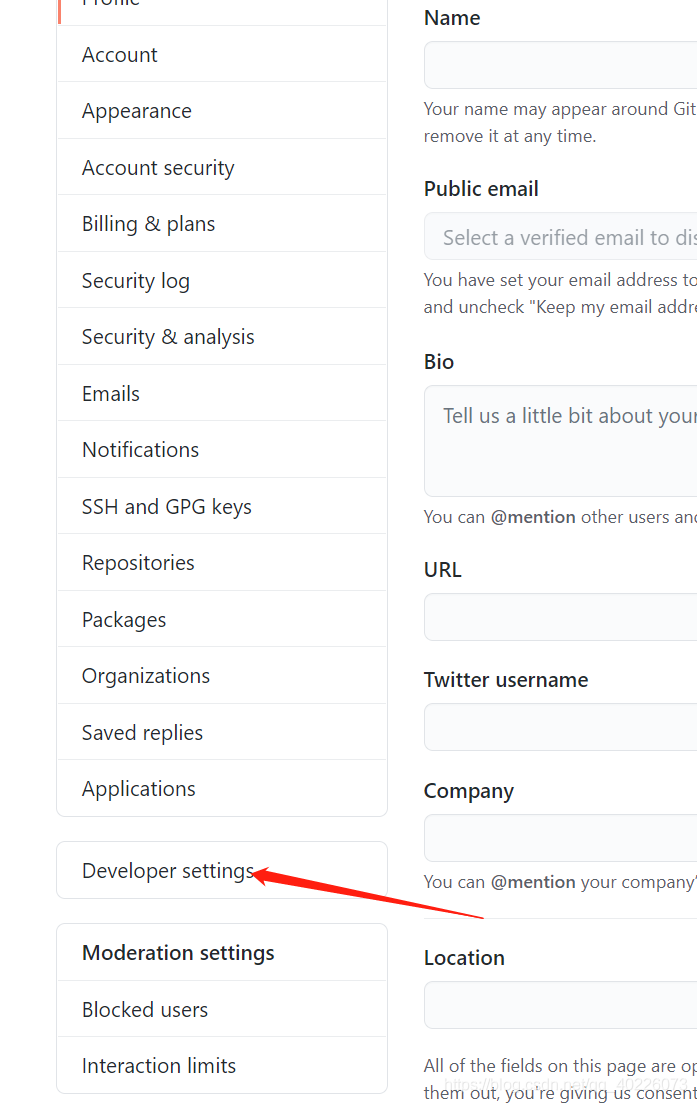 Profile
Account
Appearance
Account security
Billing & plans
Security log
Security & analysis
Emails
Notifications
SSH and GPG keys
Repositories
Packages
Organizations
Saved replies
Applications
Developer settings
Moderation settings
Blocked users
Interaction limits
Name
Your name may appear around Git
remove it at any time.
Public email
Select a verified email to dis
You have set your email address to
and uncheck "Keep my email addre
Bio
Tell us a little bit about your
You can @mention other users and
URL
Twitter username
Company
You can @mention your company'
Location
All of the fields on this page are op
them out, you're giving us consent
https://blog.csdn.net/qq_40226073